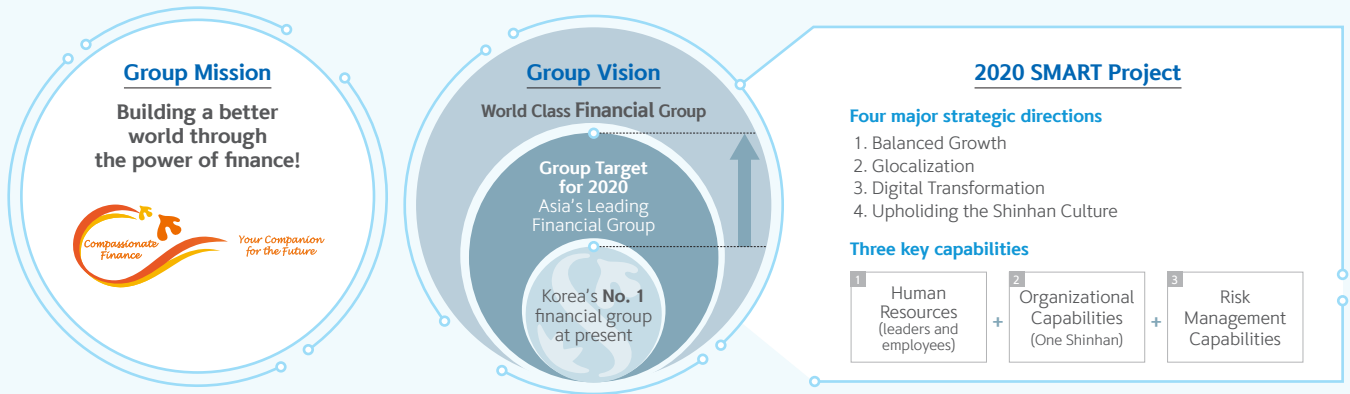 Group Mission
Building a better
world through
the power of finance!
Compassionate
Finance
Your Companion
for the Future
Group Vision
World Class Financial Group
Group Target
for 2020
Asia's Leading
Financial Group
Korea's No. 1
financial group
at present
2020 SMART Project
Four major strategic directions
1. Balanced Growth
2. Glocalization
3. Digital Transformation
4. Upholiding the Shinhan Culture
Three key capabilities
1
Human
Resources
(leaders and
employees)
+
2
Organizational
Capabilities
(One Shinhan)
+
3
Risk
Management
Capabilities